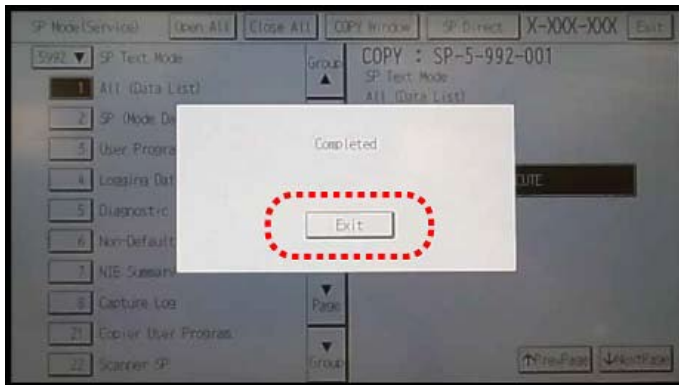 SP Mode(Service) Open All Close All COPY Window SP Direct X-XXX-XXX Exit
5992 ▼ SP Text Mode
1 All (Data List)
2 SP (Mode Da
3 User Progra
4 Logging Dat
5 Diagnostic
6 Non-Default
7 NIB Summary
8 Capture Log
21 Copier User Program
22 Scanner SP
Group
▲
▼
Page
▼
Group
COPY : SP-5-992-001
SP Text Mode
All (Data List)
CUTE
Completed
Exit
↑PrevPage ↓NextPage